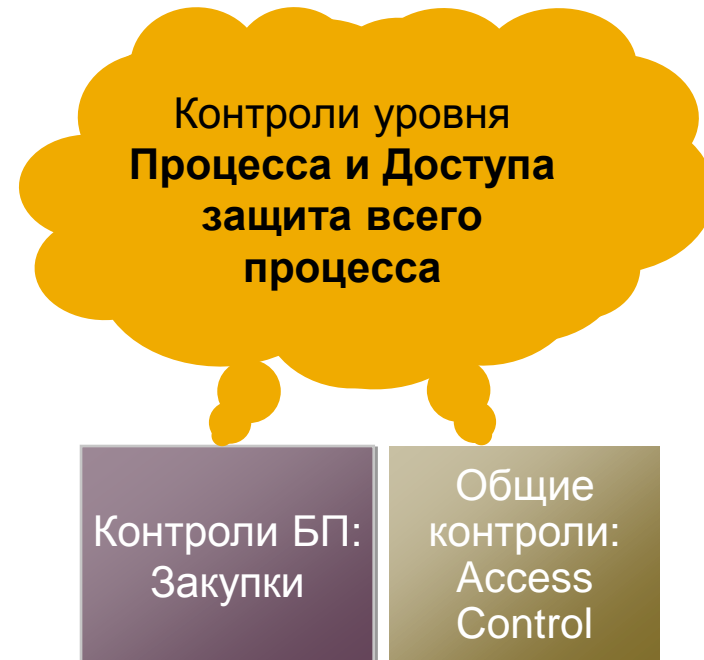 Контроли уровня
Процесса и Доступа
защита всего
процесса
Контроли БП:
Закупки
Общие
контроли:
Access
Control